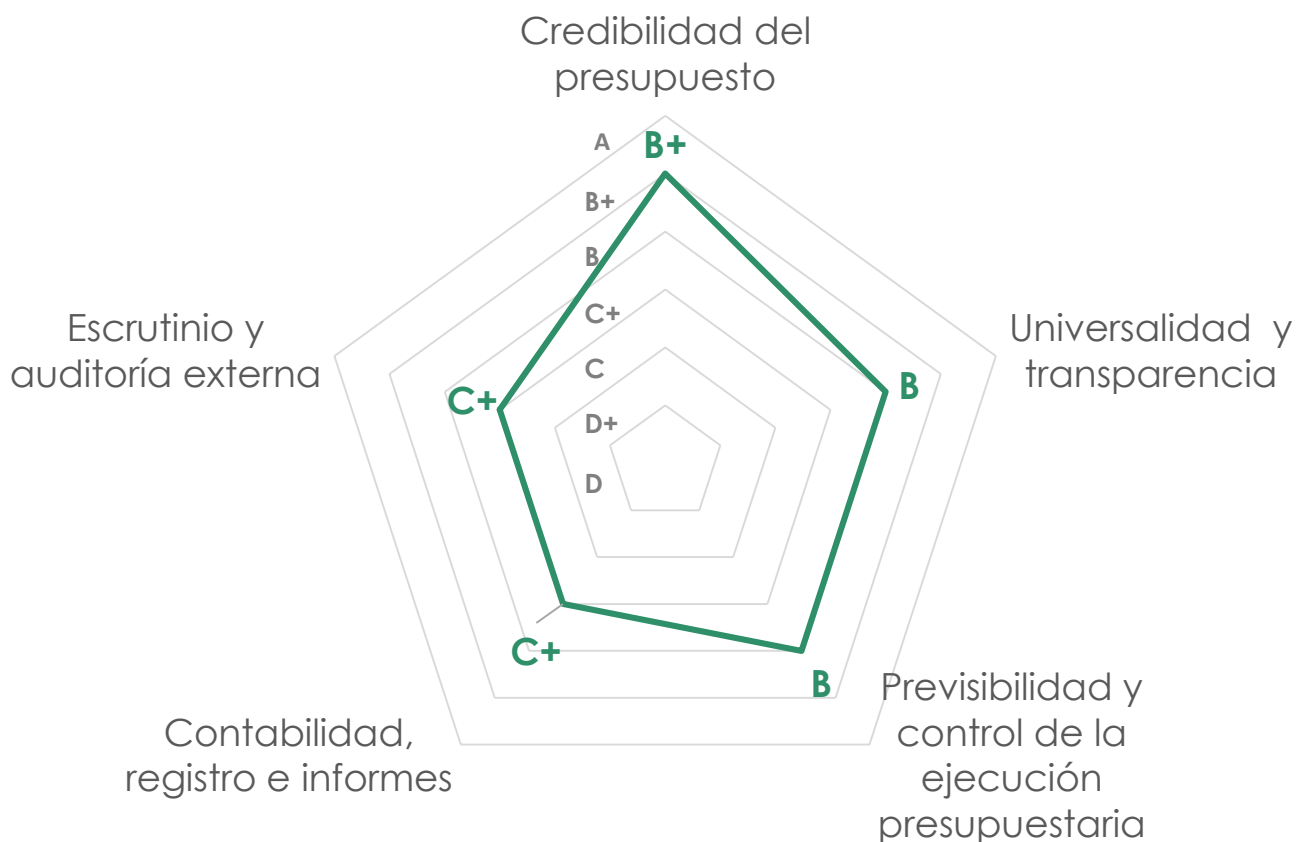 Credibilidad del
presupuesto
A
B+
B+
B
C+
C
D+
D
Universalidad y
transparencia
B
Escrutinio y
auditoría externa
C+
C+
B
Previsibilidad y
control de la
ejecución
presupuestaria
Contabilidad,
registro e informes